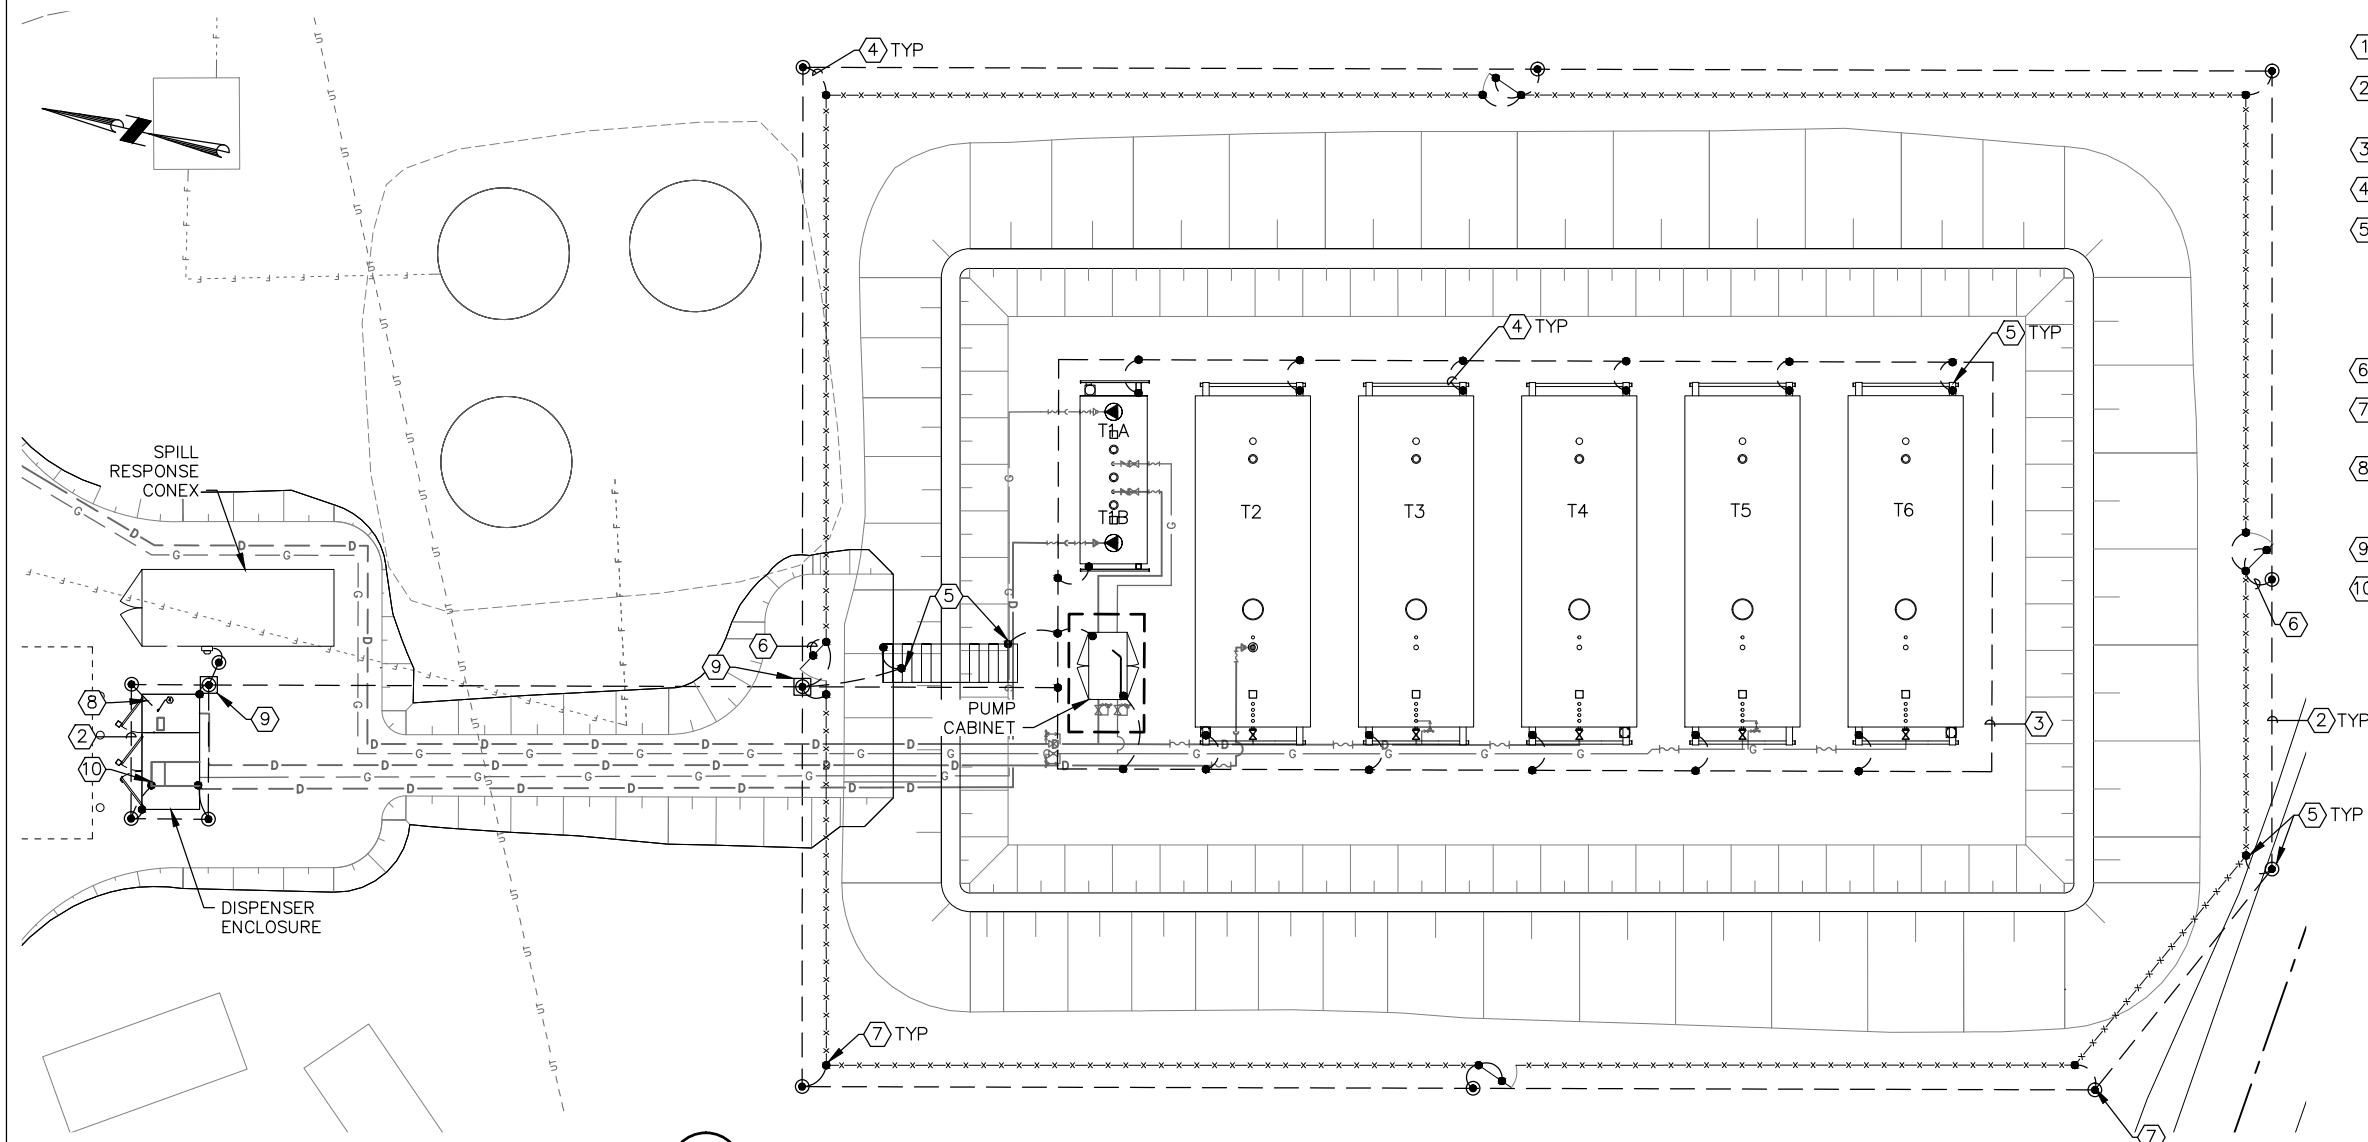 4 TYP
1
2
3
4
5
4 TYP
5 TYP
6
7
SPILL
RESPONSE
CONEX
T1A
T1B
T2
T3
T4
T5
T6
8
9
10
5
6
9
6
8
9
2
10
PUMP
CABINET
3
2 TYP
5 TYP
DISPENSER
ENCLOSURE
7 TYP
7